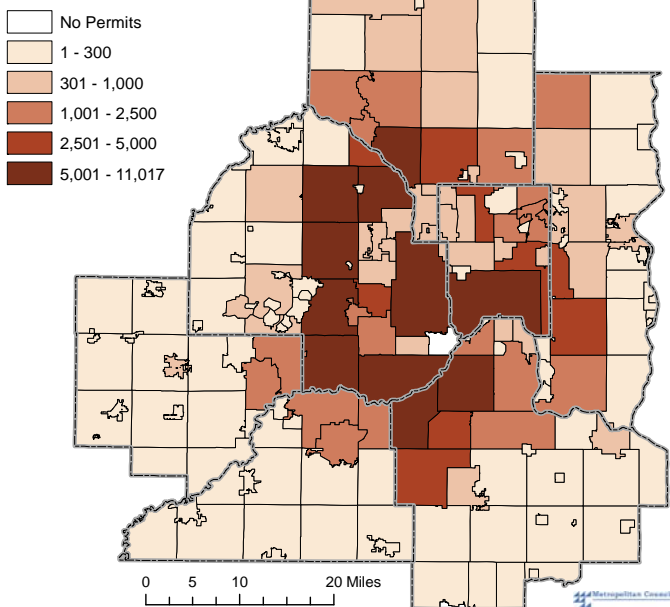 No Permits
1 - 300
301 - 1,000
1,001 - 2,500
2,501 - 5,000
5,001 - 11,017
0 5 10 20 Miles
Metropolitan Council